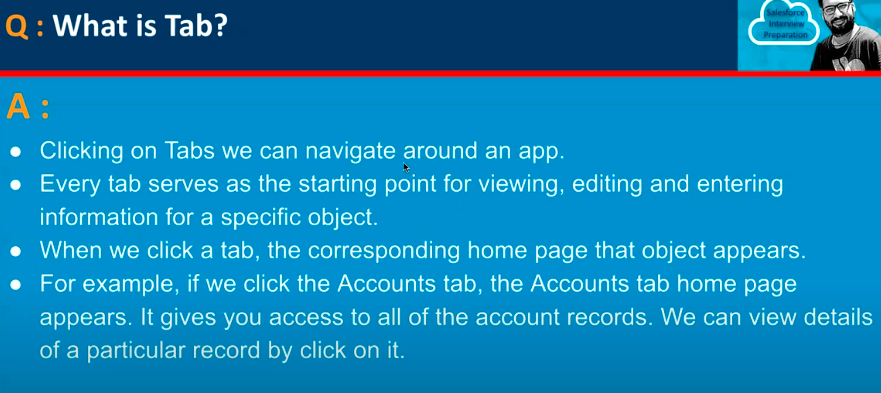 Q : What is Tab?
Salesforce
Interview
Preparation
A :
● Clicking on Tabs we can navigate around an app.
● Every tab serves as the starting point for viewing, editing and entering
information for a specific object.
● When we click a tab, the corresponding home page that object appears.
● For example, if we click the Accounts tab, the Accounts tab home page
appears. It gives you access to all of the account records. We can view details
of a particular record by click on it.